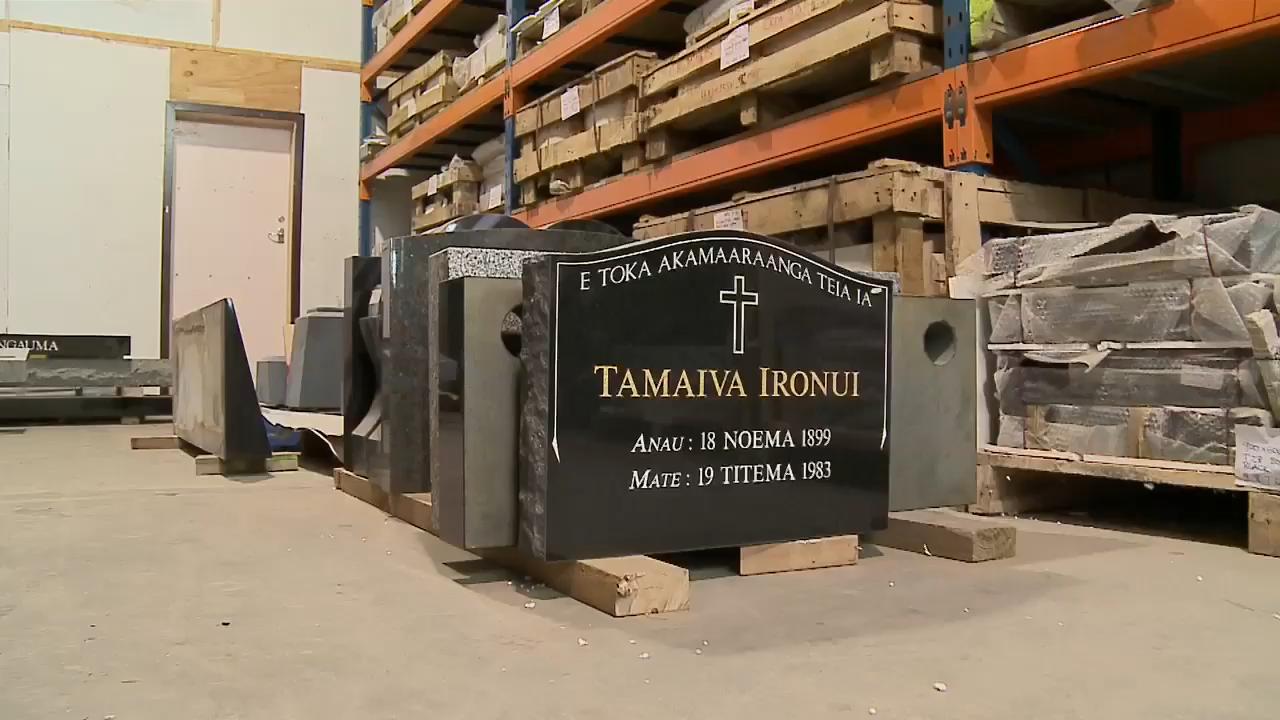 E TOKA AKAMAARAANGA TEIA IA
TAMAIVA IRONUI
ANAU : 18 NOEMA 1899
MATE : 19 TITEMA 1983
NGAUMA